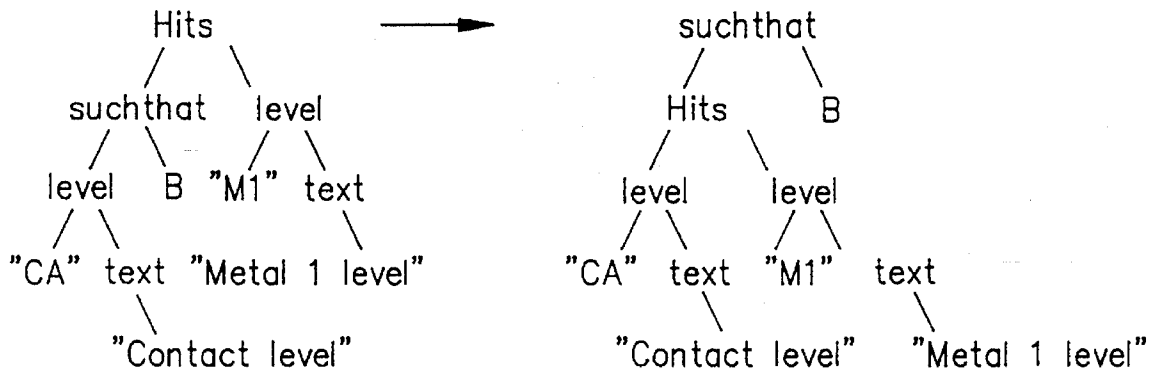 Hits suchthat
suchthat level Hits B
level B "M1" text level level
"CA" text "Metal 1 level" "CA" text "M1" text
"Contact level" "Contact level" "Metal 1 level"